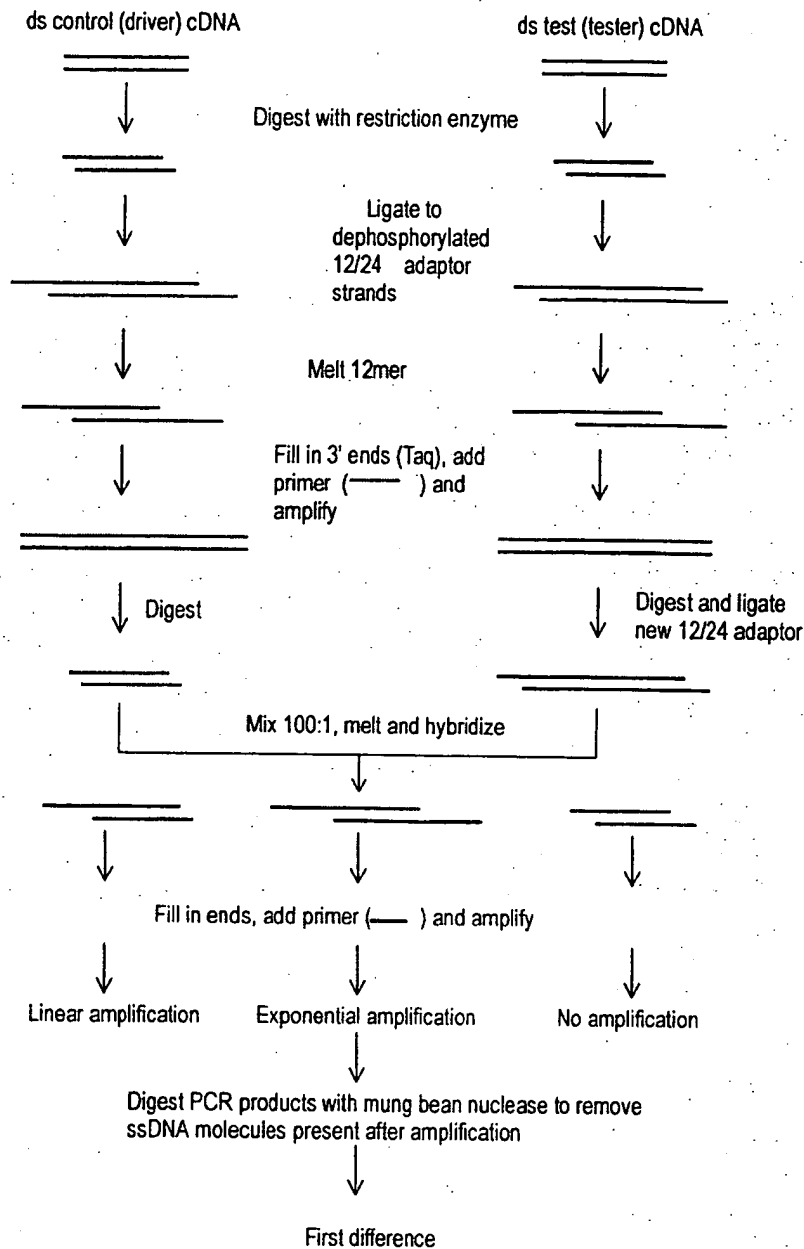 ds control (driver) cDNA
ds test (tester) cDNA
Digest with restriction enzyme
Ligate to
dephosphorylated
12/24 adaptor
strands
Melt 12mer
Fill in 3' ends (Taq), add
primer ( ) and
amplify
Digest
Digest and ligate
new 12/24 adaptor
Mix 100:1, melt and hybridize
Fill in ends, add primer ( ) and amplify
Linear amplification
Exponential amplification
No amplification
Digest PCR products with mung bean nuclease to remove
ssDNA molecules present after amplification
First difference